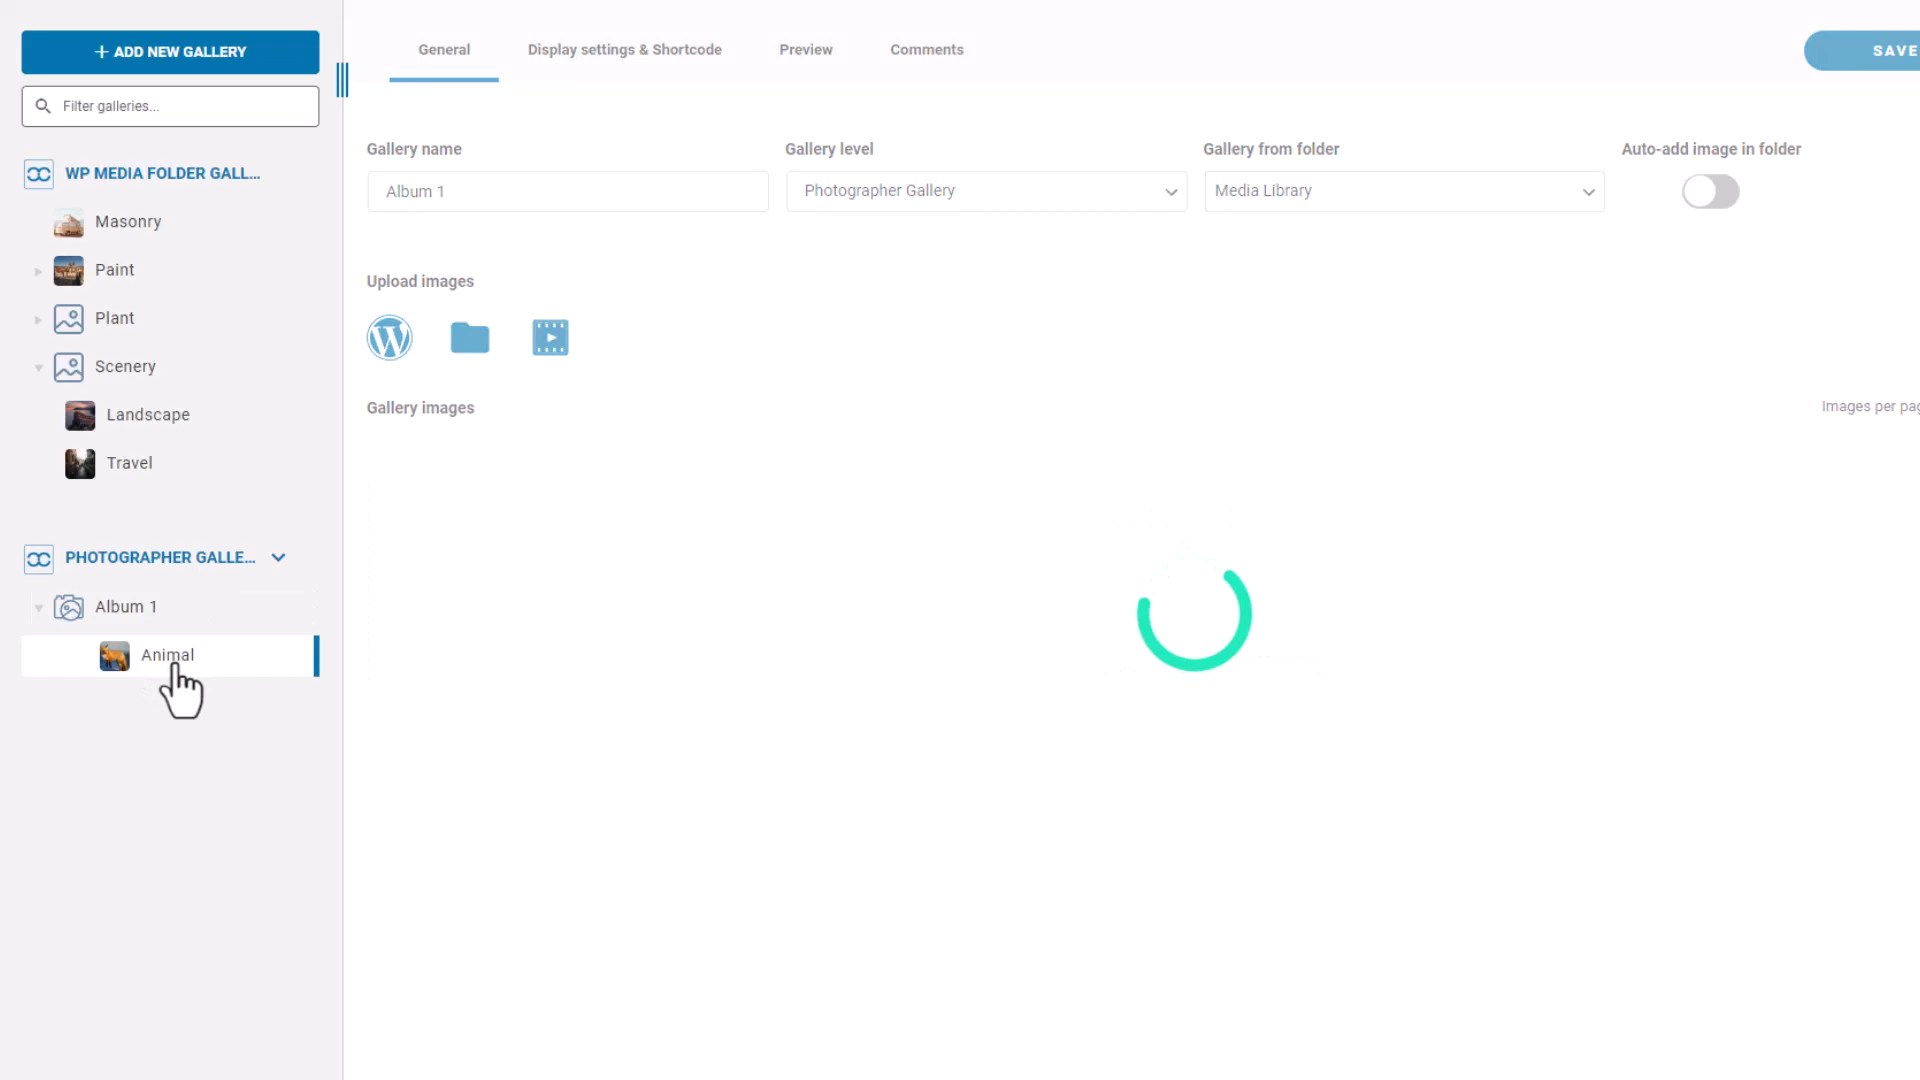 ADD NEW GALLERY
Filter galleries...
WP MEDIA FOLDER GALL...
Masonry
Paint
Plant
Scenery
Landscape
Travel
PHOTOGRAPHER GALLE...
Album 1
Animal
General
Display settings & Shortcode
Preview
Comments
SAVE
Gallery name
Gallery level
Gallery from folder
Auto-add image in folder
Album 1
Photographer Gallery
Media Library
Upload images
Gallery images
Images per pag